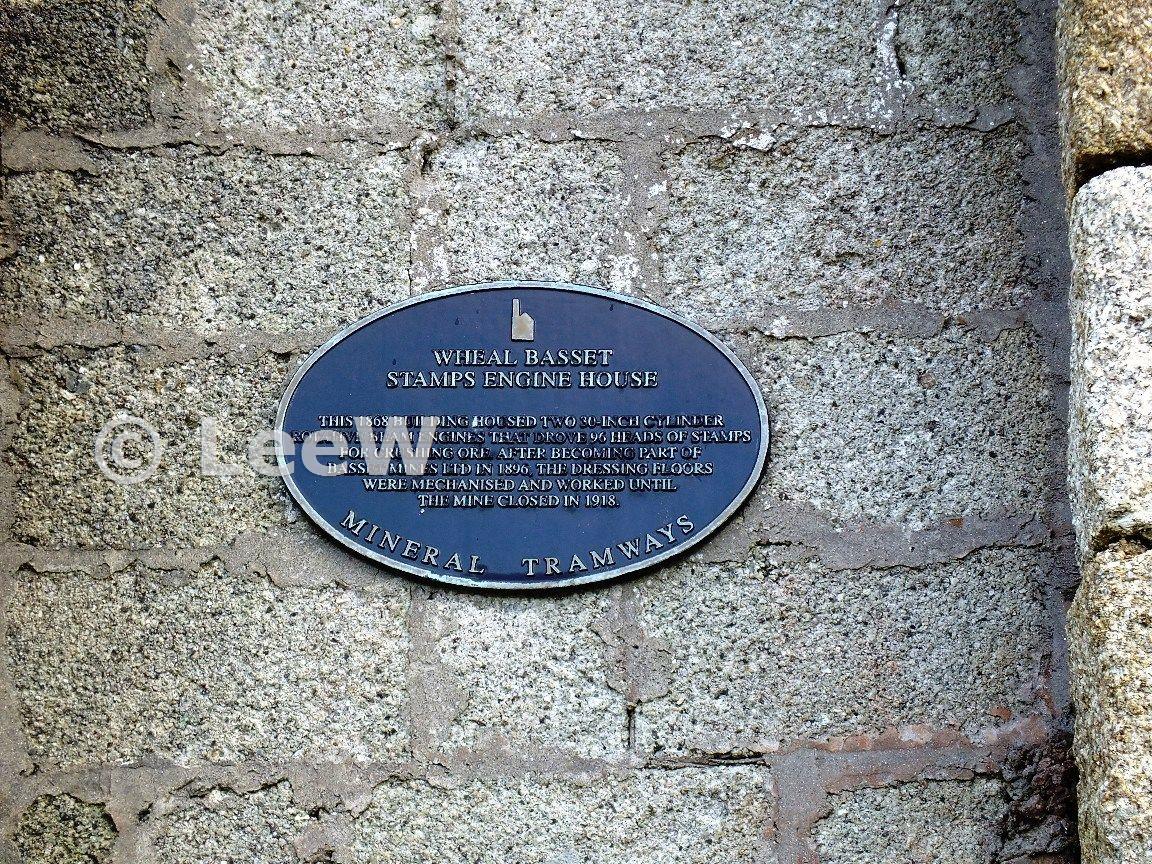 WHEAL BASSET
STAMPS ENGINE HOUSE
THIS 1868 BUILDING HOUSED TWO 30-INCH CYLINDER
BEAM ENGINES THAT DROVE 96 HEADS OF STAMPS
FOR CRUSHING ORE. AFTER BECOMING PART OF
BASSET MINES LTD IN 1896, THE DRESSING FLOORS
WERE MECHANISED AND WORKED UNTIL
THE MINE CLOSED IN 1918.
MINERAL TRAMWAYS
© LeeW